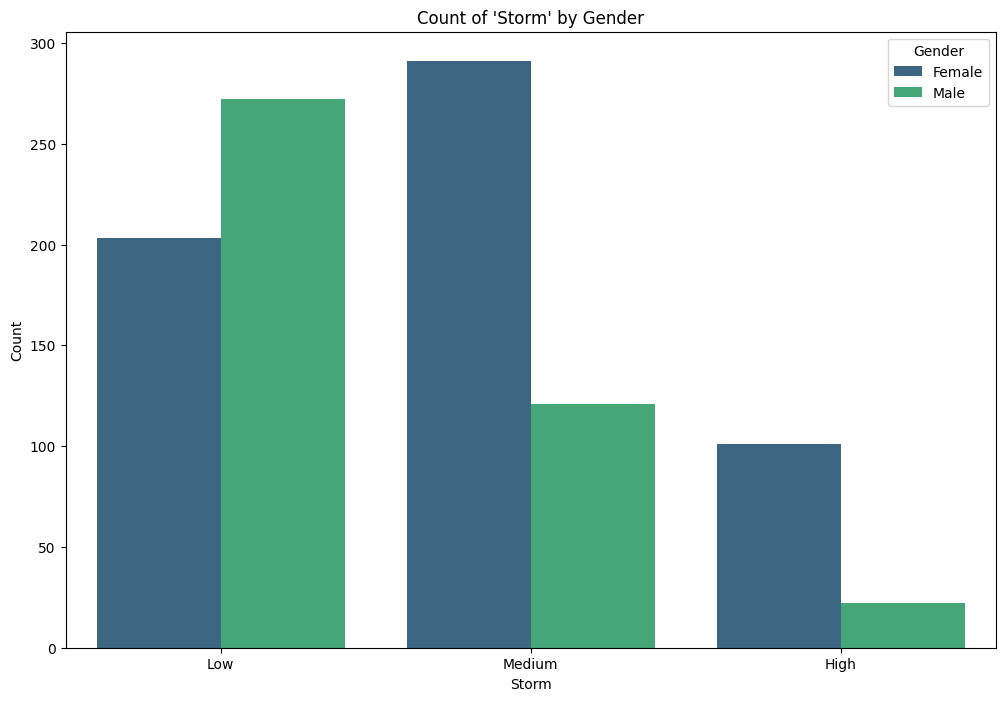 Count of 'Storm' by Gender
Gender
Female
Male
300
250
200
150
100
50
0
Count
Low Medium High
Storm